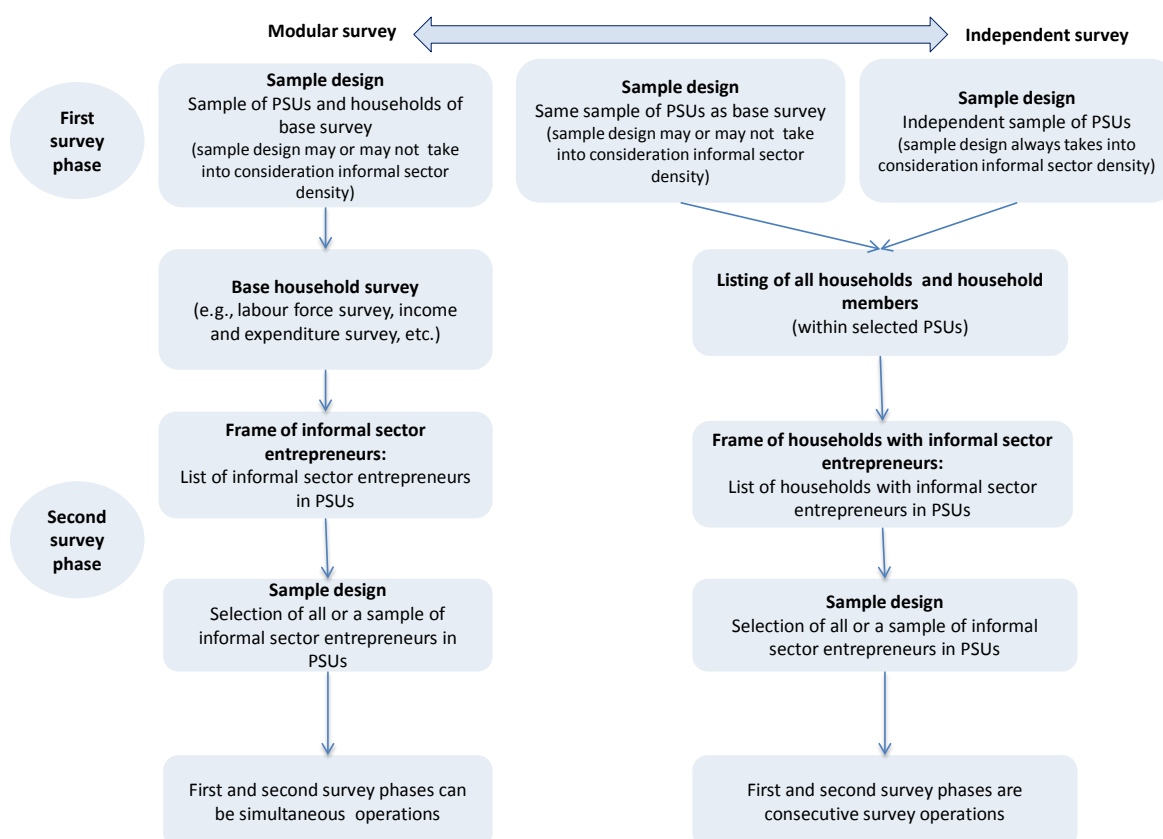 Modular survey
Independent survey
First
survey
phase
Sample design
Sample of PSUs and households of
base survey
(sample design may or may not take
into consideration informal sector
density)
Sample design
Same sample of PSUs as base survey
(sample design may or may not take
into consideration informal sector
density)
Sample design
Independent sample of PSUs
(sample design always takes into
consideration informal sector density)
Base household survey
(e.g., labour force survey, income
and expenditure survey, etc.)
Listing of all households and household
members
(within selected PSUs)
Second
survey
phase
Frame of informal sector
entrepreneurs:
List of informal sector entrepreneurs
in PSUs
Frame of households with informal sector
entrepreneurs:
List of households with informal sector
entrepreneurs in PSUs
Sample design
Selection of all or a sample of
informal sector entrepreneurs in
PSUs
Sample design
Selection of all or a sample of informal
sector entrepreneurs in PSUs
First and second survey phases can
be simultaneous operations
First and second survey phases are
consecutive survey operations